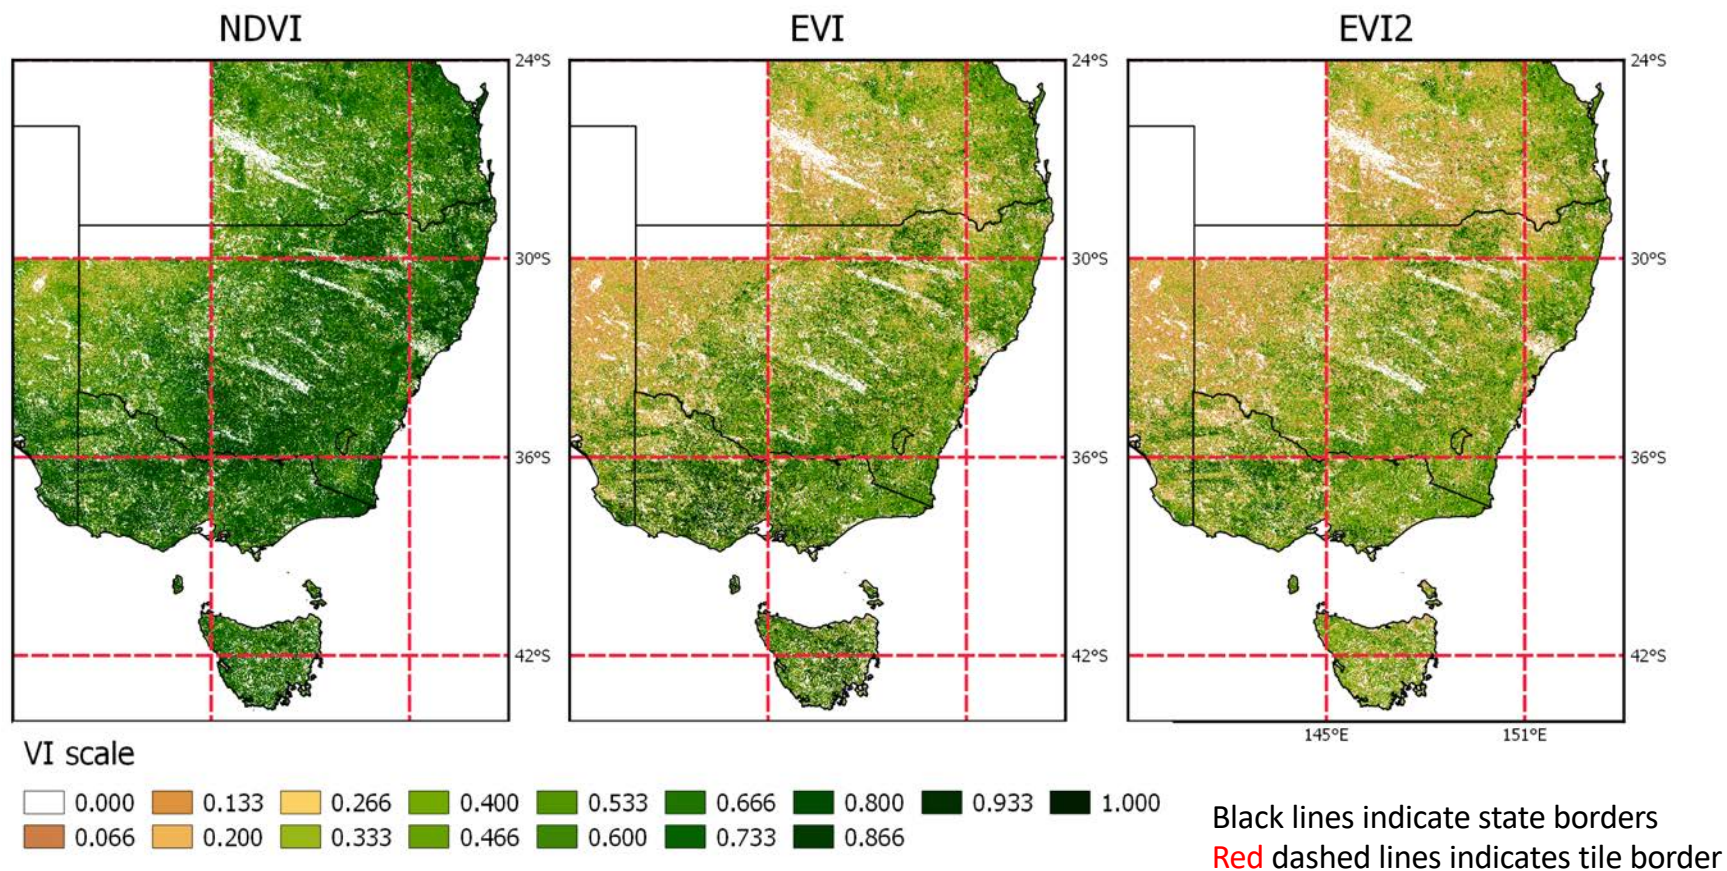 NDVI EVI EVI2
24°S 24°S 24°S
30°S 30°S 30°S
36°S 36°S 36°S
42°S 42°S 42°S
145°E 151°E
VI scale
0.000 0.133 0.266 0.400 0.533 0.666 0.800 0.933 1.000
0.066 0.200 0.333 0.466 0.600 0.733 0.866
Black lines indicate state borders
Red dashed lines indicates tile border